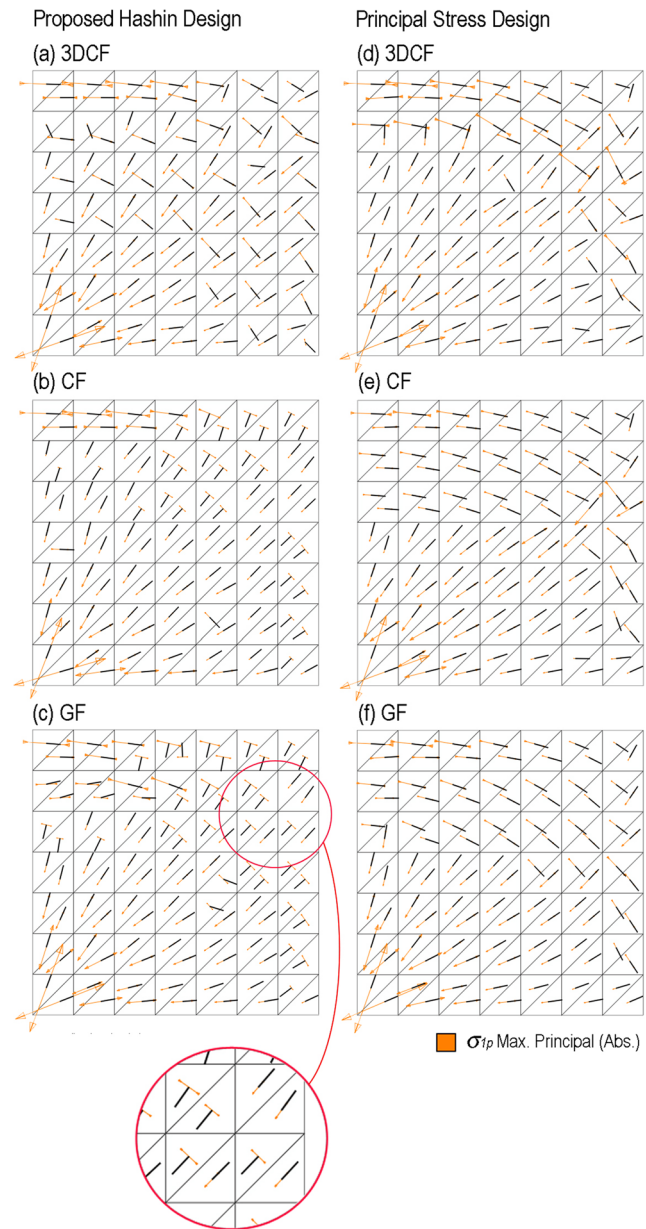 Proposed Hashin Design
Principal Stress Design
(a) 3DCF
(d) 3DCF
(b) CF
(e) CF
(c) GF
(f) GF
σ1p Max. Principal (Abs.)